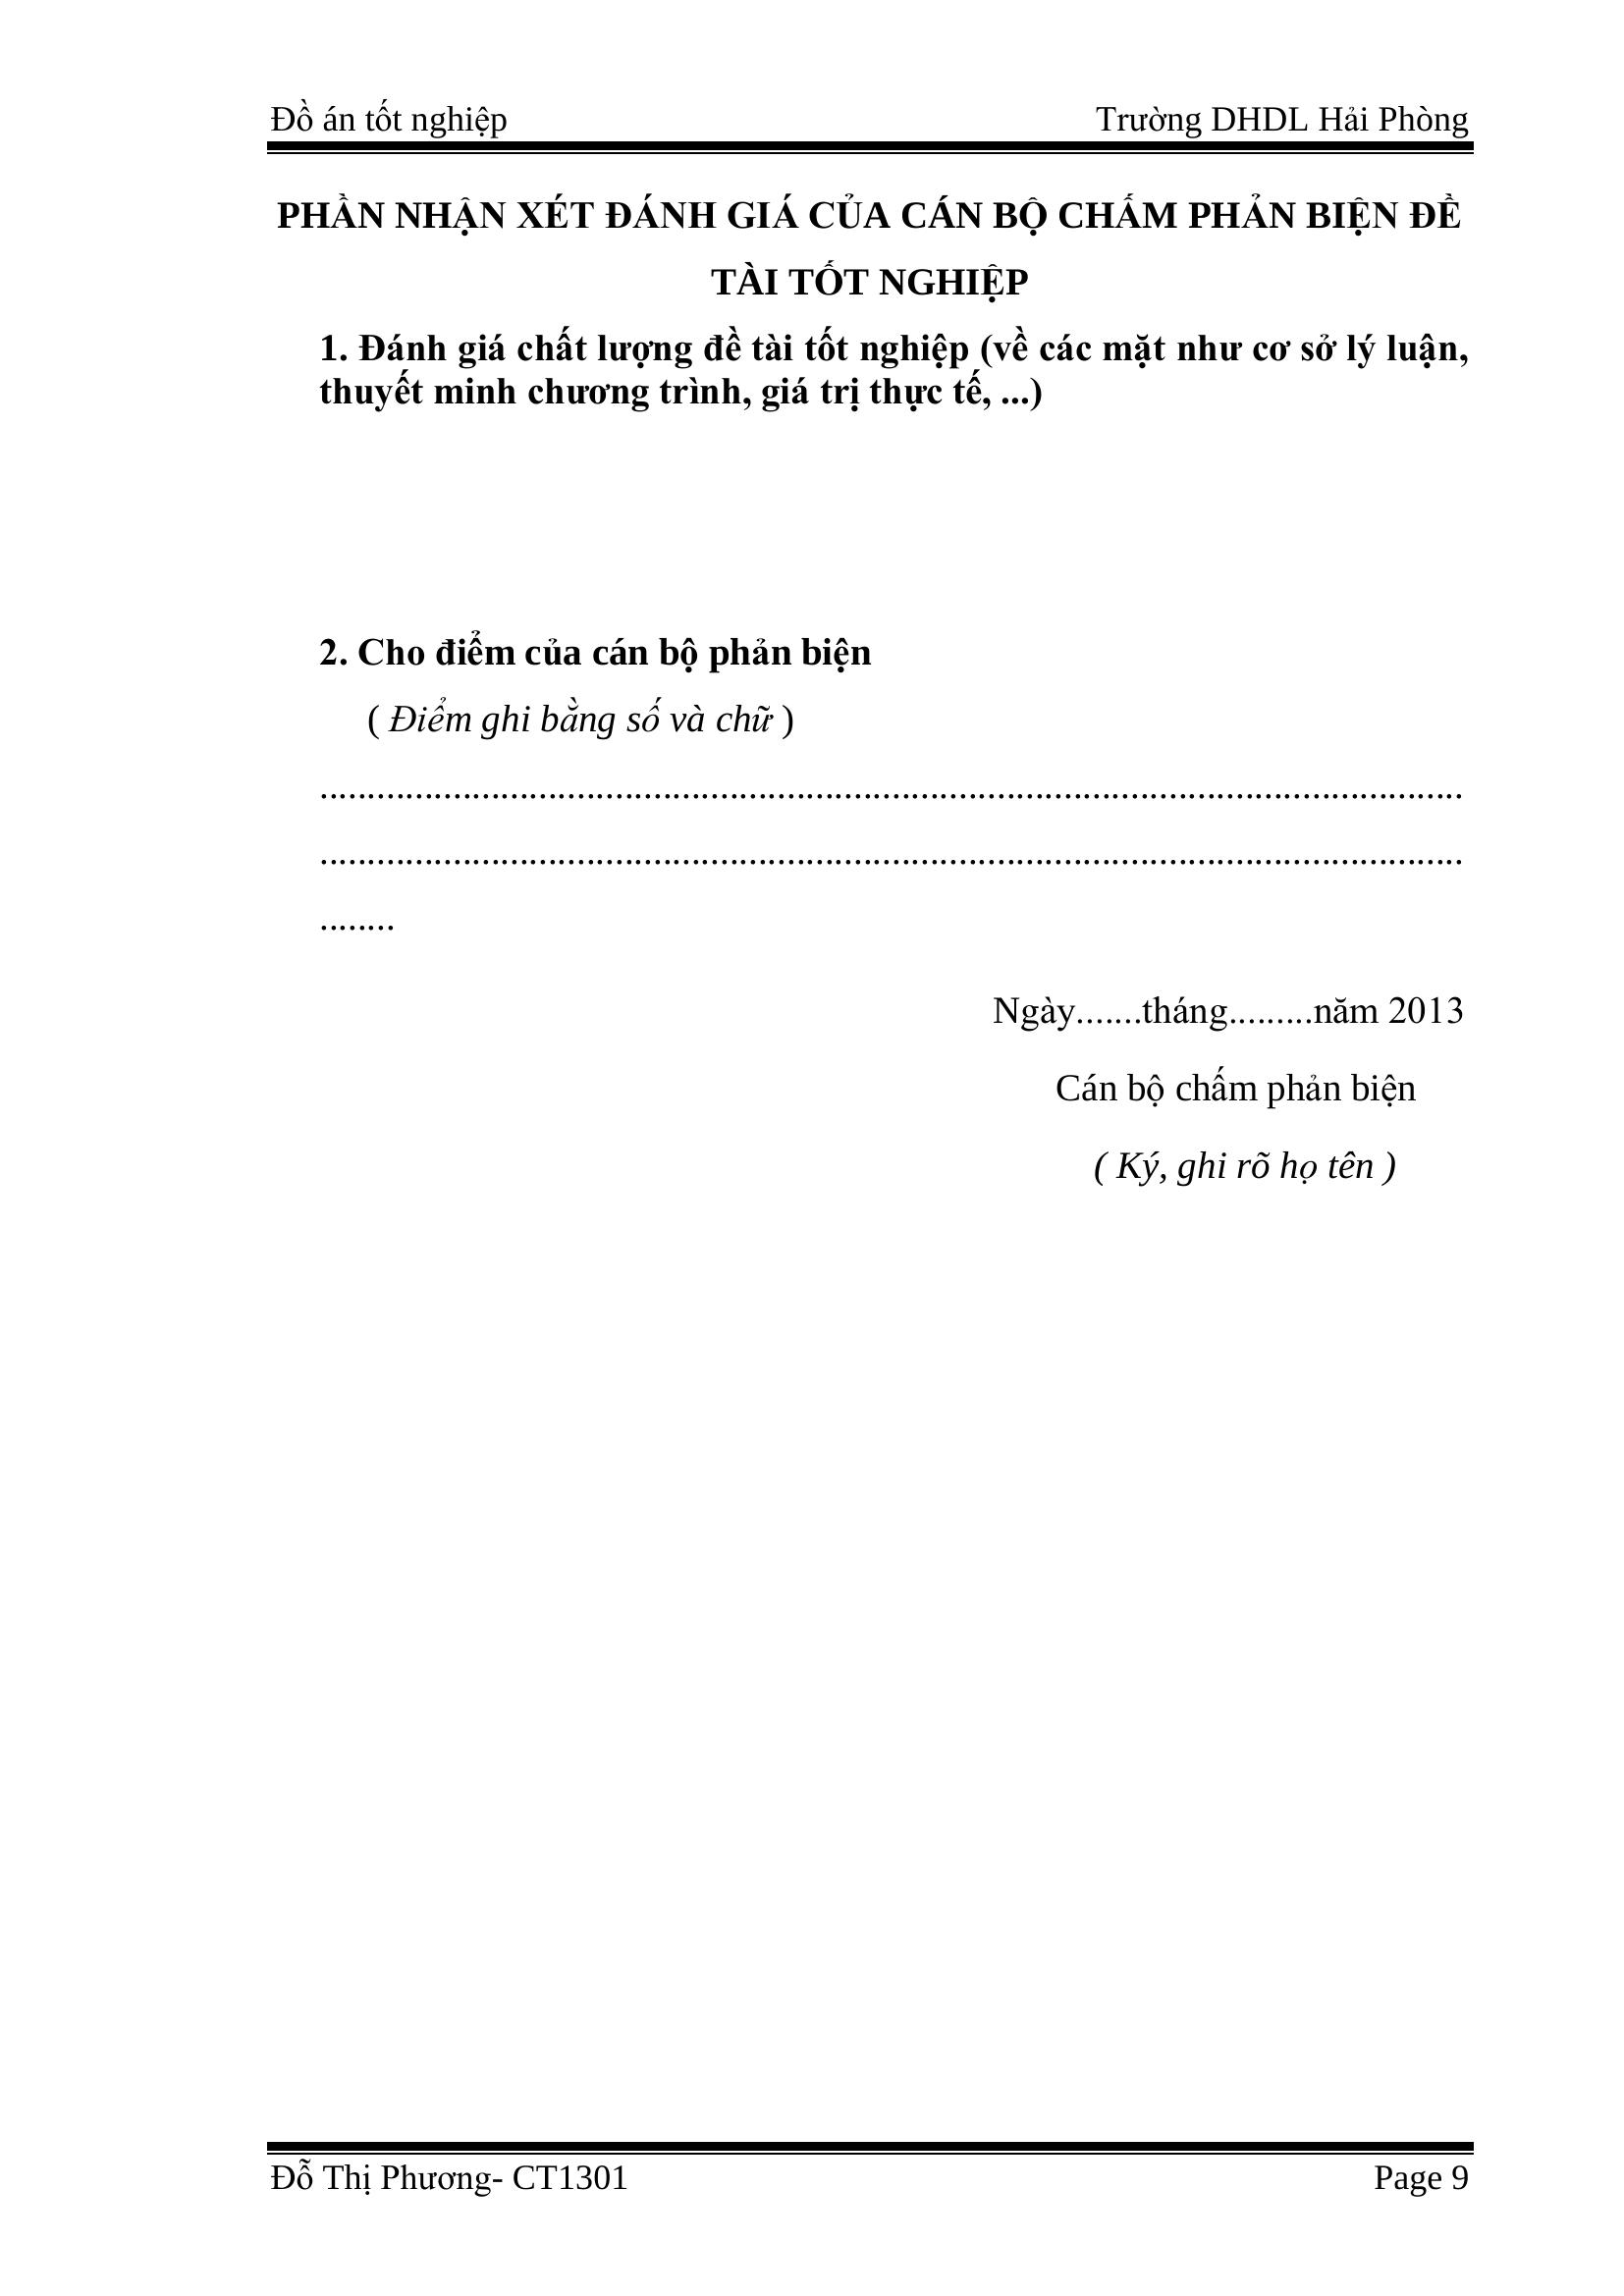 Đồ án tốt nghiệp Trường DHDL Hải Phòng
PHẦN NHẬN XÉT ĐÁNH GIÁ CỦA CÁN BỘ CHẤM PHẢN BIỆN ĐỀ
TÀI TỐT NGHIỆP
1. Đánh giá chất lượng đề tài tốt nghiệp (về các mặt như cơ sở lý luận,
thuyết minh chương trình, giá trị thực tế, ...)
2. Cho điểm của cán bộ phản biện
( Điểm ghi bằng số và chữ )
........................................................................................................................
........................................................................................................................
........
Ngày.......tháng.........năm 2013
Cán bộ chấm phản biện
( Ký, ghi rõ họ tên )
Đỗ Thị Phương- CT1301 Page 9